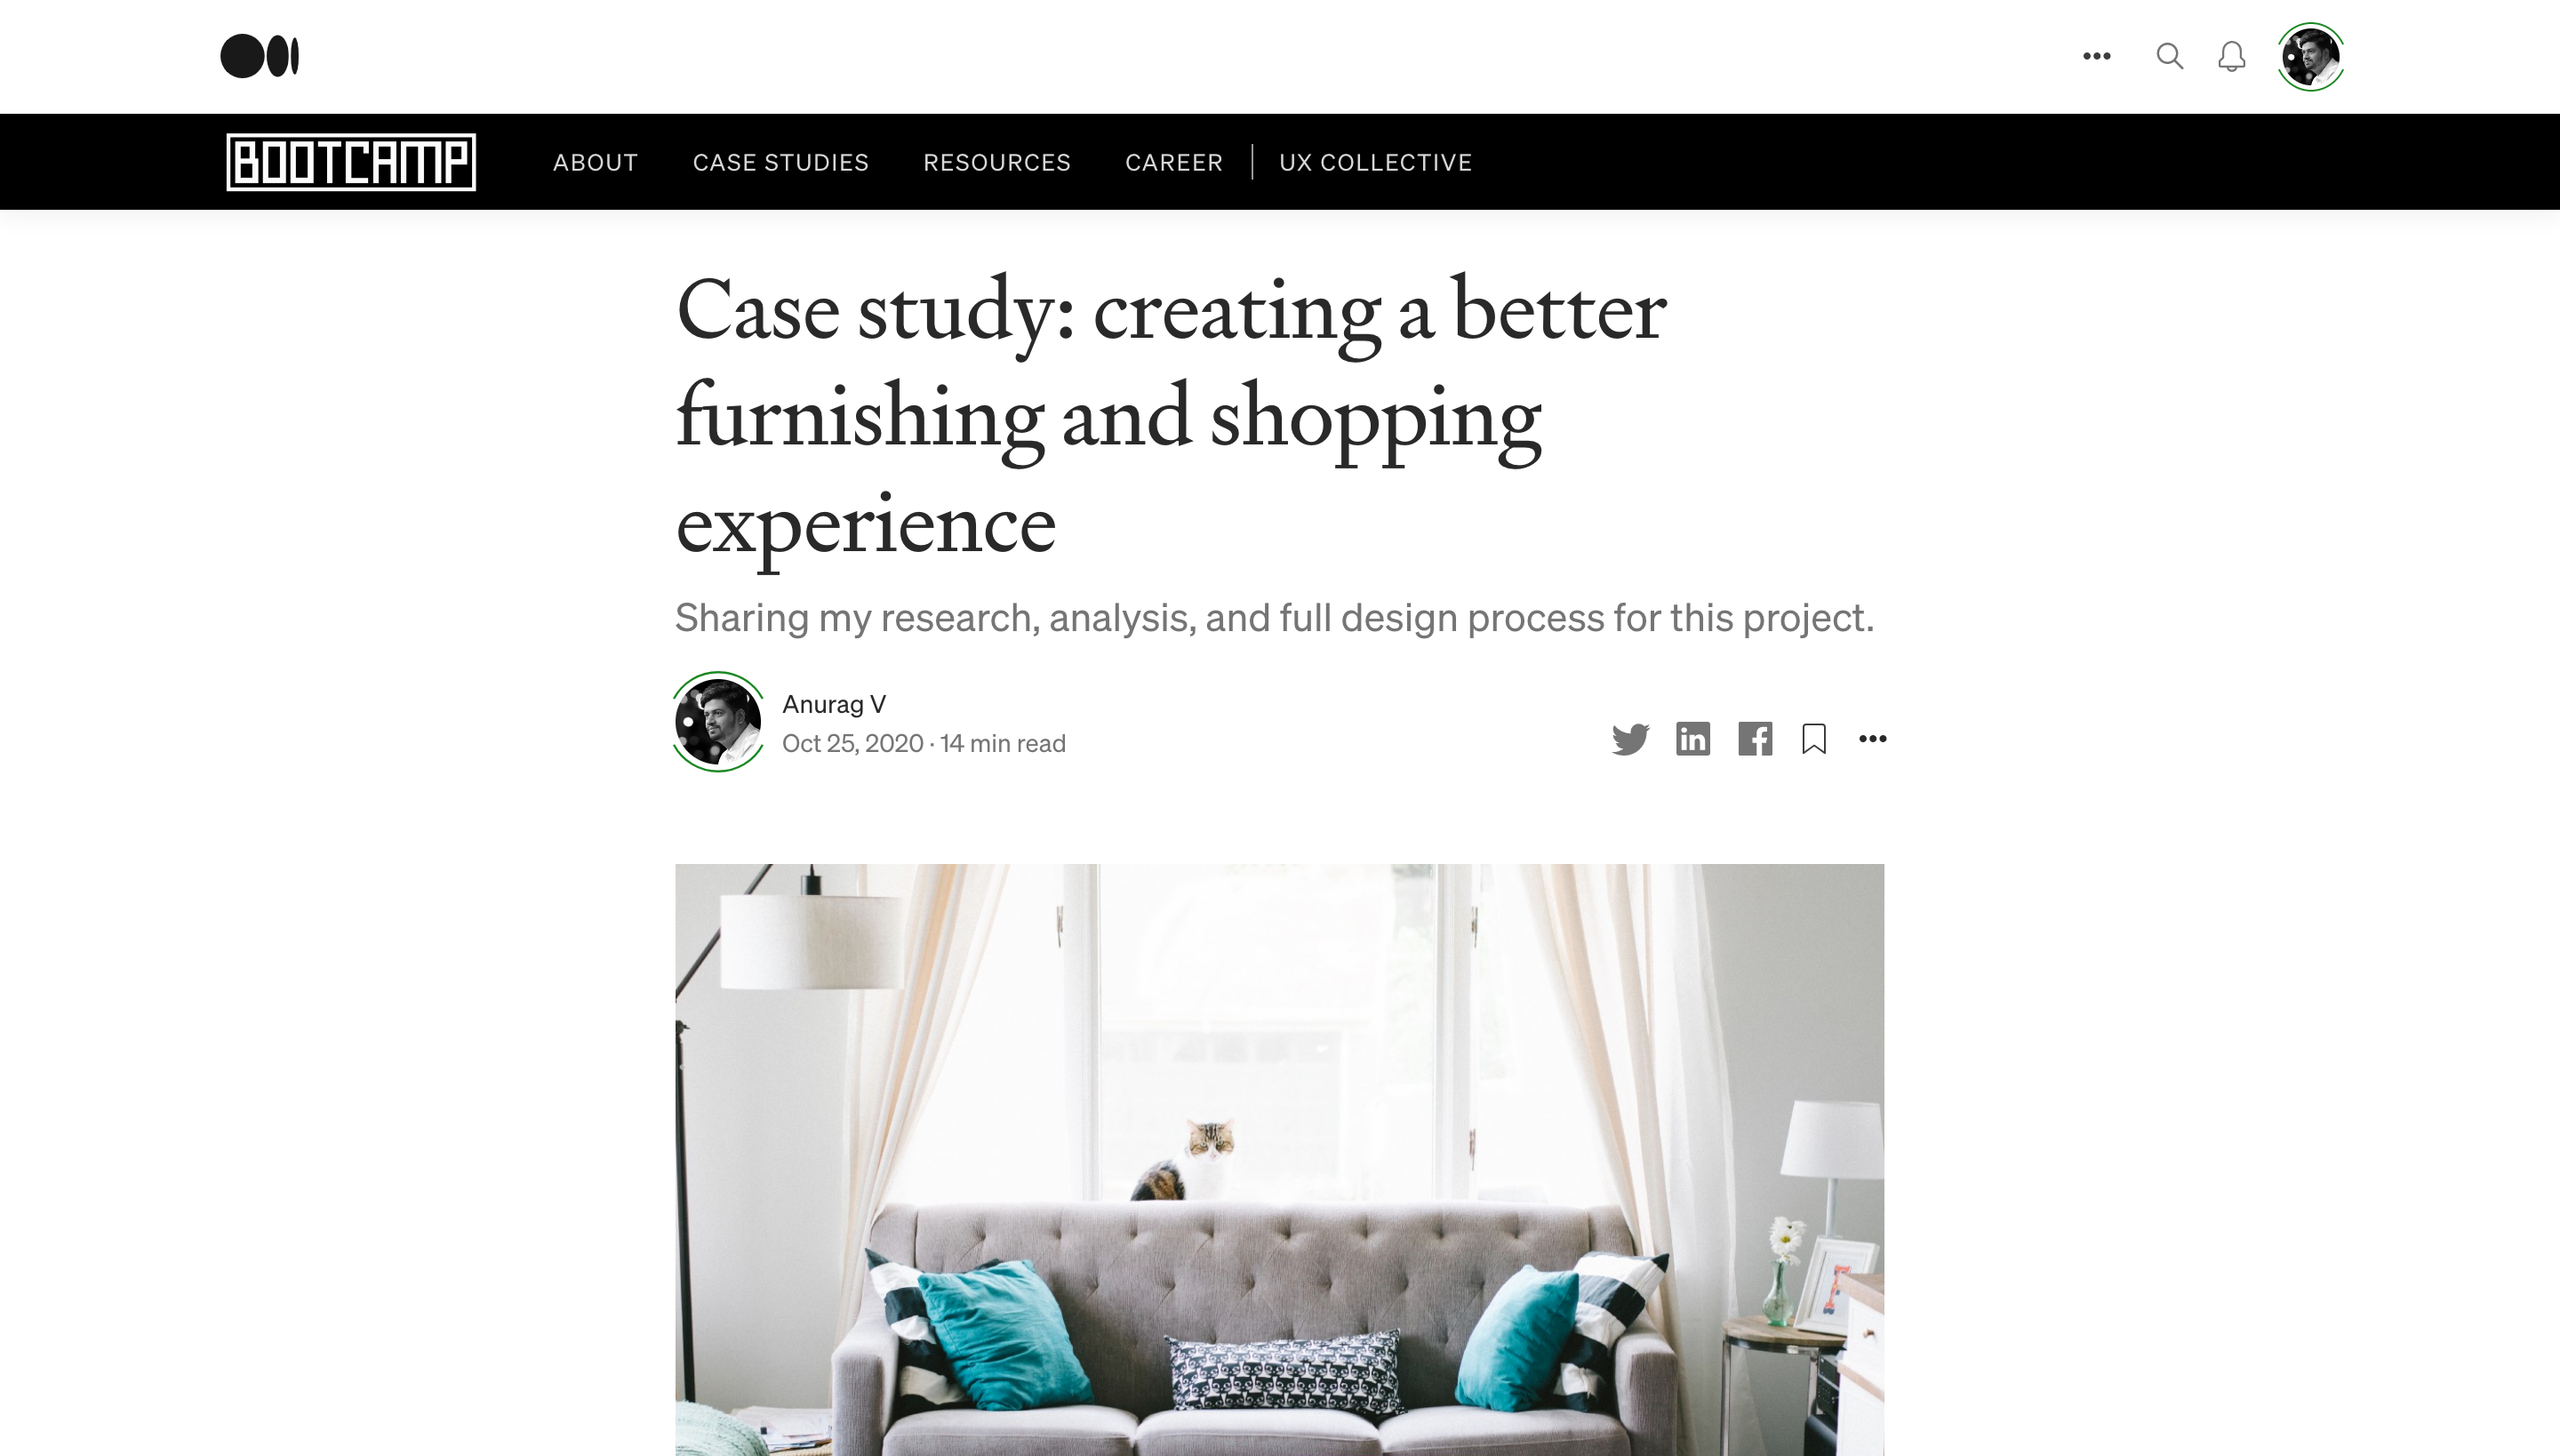 BOOTCAMP
ABOUT
CASE STUDIES
RESOURCES
CAREER
UX COLLECTIVE
Case study: creating a better
furnishing and shopping
experience
Sharing my research, analysis, and full design process for this project.
Anurag V
Oct 25, 2020 · 14 min read